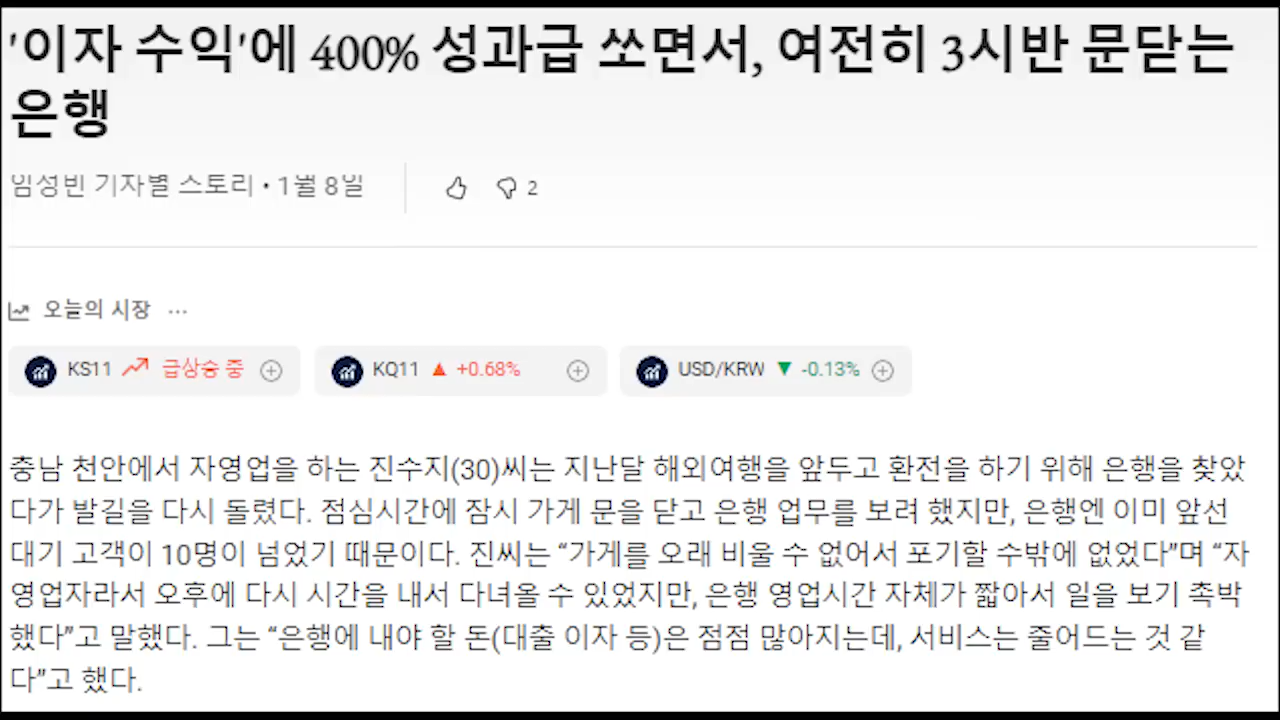 '이자 수익'에 400% 성과급 쏘면서, 여전히 3시반 문닫는
은행
임성빈 기자별 스토리 • 1월 8일
2
오늘의 시장 ...
KS11 급상승 중
KQ11 ▲ +0.68%
USD/KRW ▼ -0.13%
충남 천안에서 자영업을 하는 진수지(30)씨는 지난달 해외여행을 앞두고 환전을 하기 위해 은행을 찾았
다가 발길을 다시 돌렸다. 점심시간에 잠시 가게 문을 닫고 은행 업무를 보려 했지만, 은행엔 이미 앞선
대기 고객이 10명이 넘었기 때문이다. 진씨는 “가게를 오래 비울 수 없어서 포기할 수밖에 없었다”며 “자
영업자라서 오후에 다시 시간을 내서 다녀올 수 있었지만, 은행 영업시간 자체가 짧아서 일을 보기 촉박
했다”고 말했다. 그는 “은행에 내야 할 돈(대출 이자 등)은 점점 많아지는데, 서비스는 줄어드는 것 같
다”고 했다.